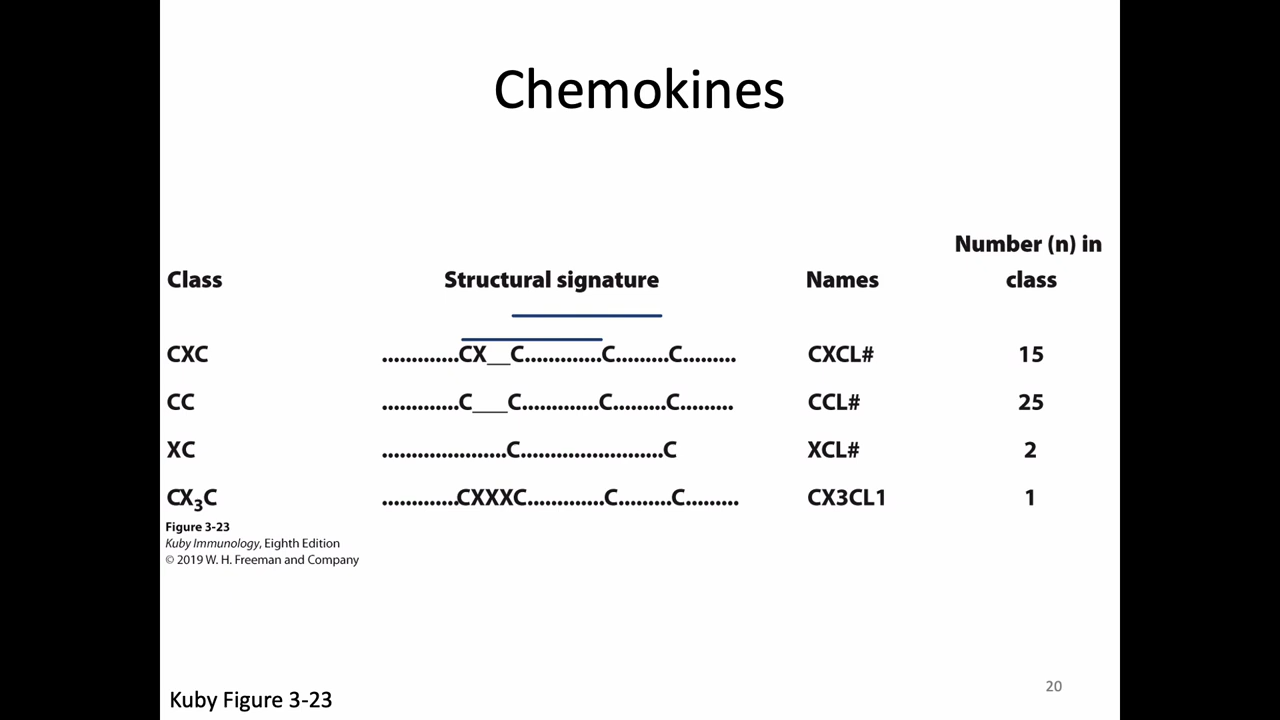 Chemokines
Number (n) in
Class Structural signature Names class
CXC .............CX__C.............C.........C......... CXCL# 15
CC .............C___C.............C.........C......... CCL# 25
XC .....................C........................C XCL# 2
CX₃C .............CXXXC.............C.........C......... CX3CL1 1
Figure 3-23
Kuby Immunology, Eighth Edition
© 2019 W. H. Freeman and Company
Kuby Figure 3-23
20